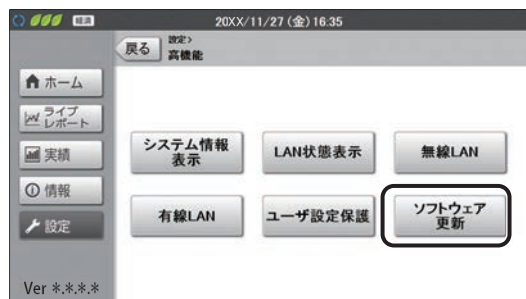 経済
20XX/11/27 (金) 16:35
戻る
設定>
高機能
ホーム
ライブ
レポート
実績
情報
設定
システム情報
表示
LAN状態表示
無線LAN
有線LAN
ユーザ設定保護
ソフトウェア
更新
Ver *.*.*.*